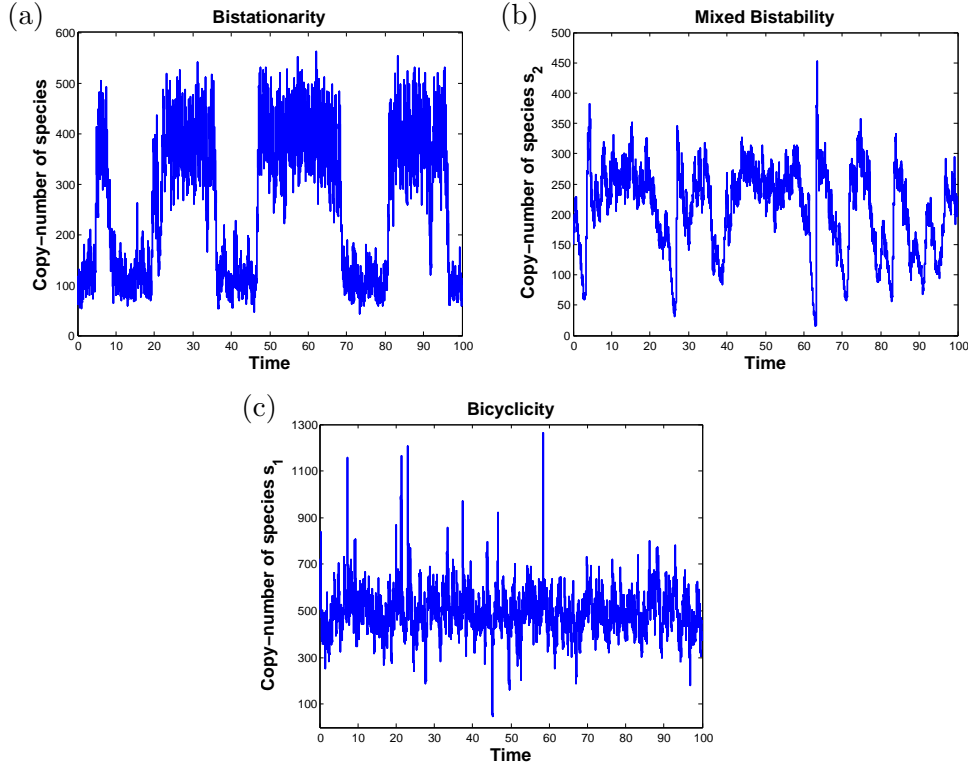 (a)
Bistationarity
Copy-number of species
600
500
400
300
200
100
0
0 10 20 30 40 50 60 70 80 90 100
Time
(b)
Mixed Bistability
Copy-number of species s2
500
450
400
350
300
250
200
150
100
50
0
0 10 20 30 40 50 60 70 80 90 100
Time
(c)
Bicyclicity
Copy-number of species s1
1300
1100
900
700
500
300
100
0 10 20 30 40 50 60 70 80 90 100
Time